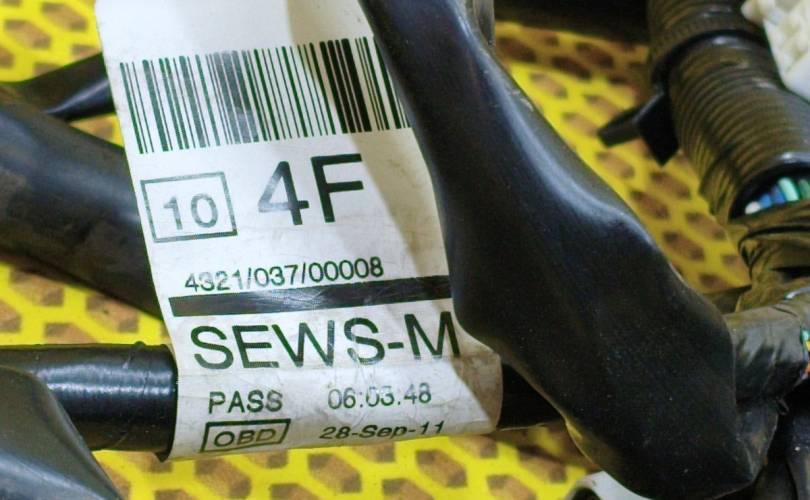 10 4F
4321/037/00008
SEWS-M
PASS 06:03:48
OBD 28-Sep-11